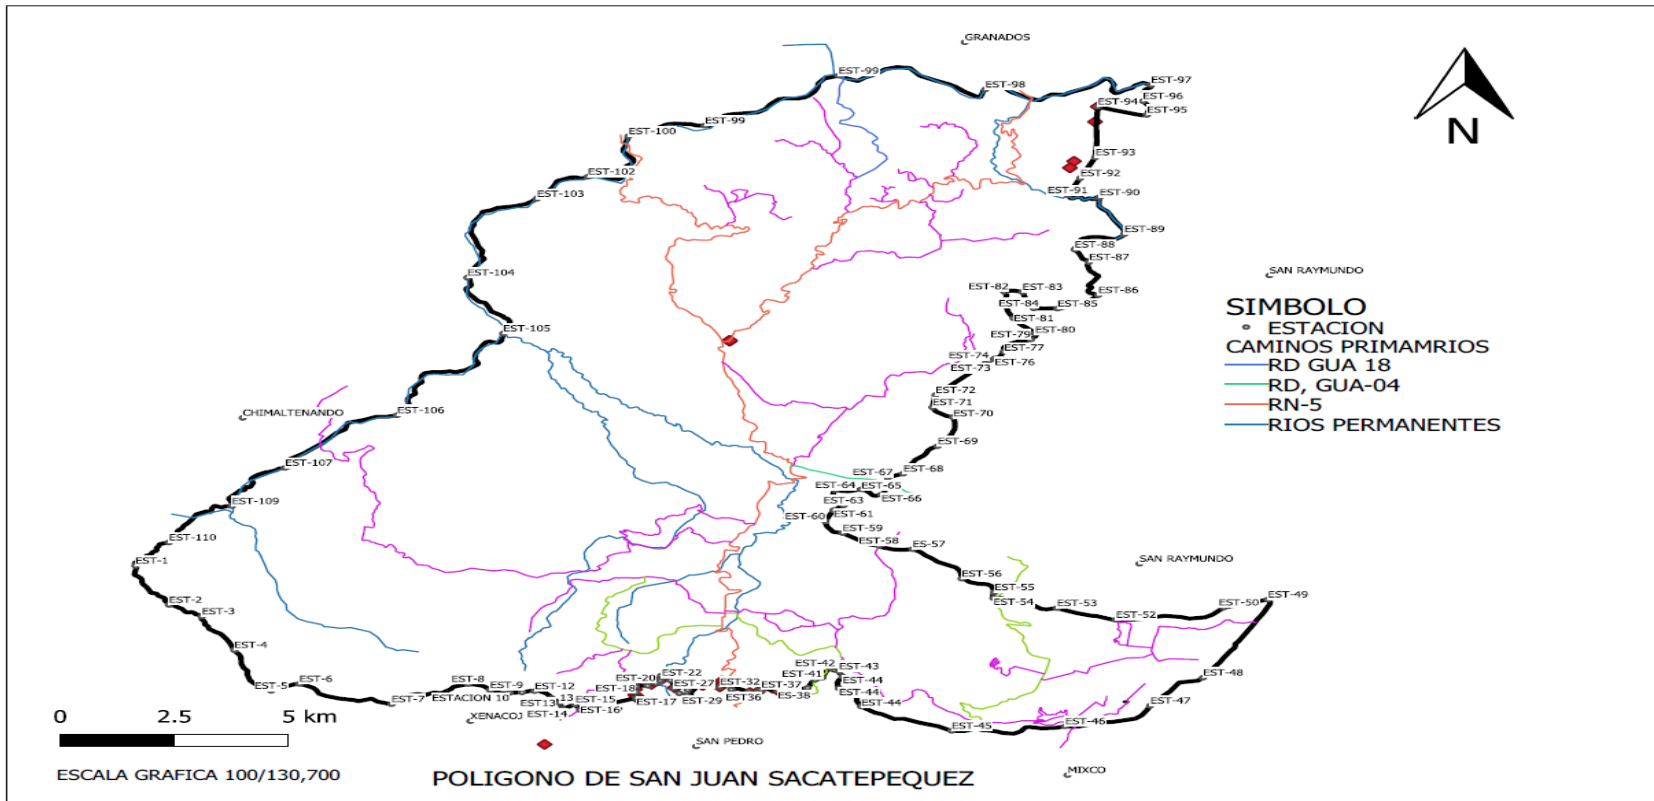 GRANADOS
EST-99
EST-97
EST-98
EST-96
EST-94
EST-95
EST-99
EST-100
N
EST-93
EST-102
EST-92
EST-91
EST-90
EST-103
EST-89
EST-88
EST-87
EST-104
SAN RAYMUNDO
EST-82
EST-83
EST-86
EST-84
EST-85
SIMBOLO
EST-81
ESTACION
EST-105
EST-79
EST-80
CAMINOS PRIMAMRIOS
EST-77
EST-74
EST-76
RD GUA 18
EST-73
RD, GUA-04
EST-72
EST-71
RN-5
CHIMALTENANDO
EST-106
EST-70
RIOS PERMANENTES
EST-69
EST-107
EST-67
EST-68
EST-64
EST-65
EST-109
EST-63
EST-66
EST-60
EST-61
EST-59
EST-110
EST-58
ES-57
EST-1
SAN RAYMUNDO
EST-56
EST-55
EST-2
EST-54
EST-53
EST-50
EST-49
EST-3
EST-52
EST-4
EST-42
EST-43
EST-41
EST-48
EST-5
EST-6
EST-8
EST-20
EST-22
EST-44
EST-9
EST-12
EST-18
EST-27
EST-32
EST-37
EST-7
ESTACION 10
13
EST-15
EST36
ES-38
EST-44
EST13
EST-17
EST-29
EST-44
EST-47
EST-14
EST-16
0
2.5
5 km
XENACOJ
EST-45
EST-46
SAN PEDRO
MIXCO
ESCALA GRAFICA 100/130,700
POLIGONO DE SAN JUAN SACATEPEQUEZ